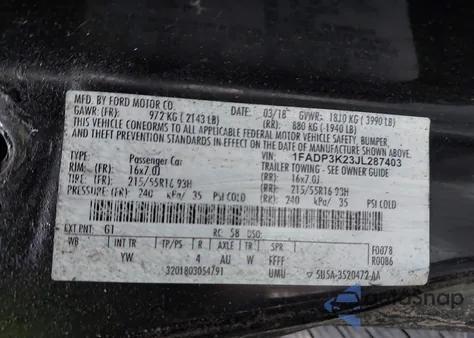 MFD. BY FORD MOTOR CO.
DATE: 03/18 GVWR: 1810 KG (3990 LB)
GAWR: (FR): 972 KG (2143 LB) (RR): 880 KG (1940 LB)
THIS VEHICLE CONFORMS TO ALL APPLICABLE FEDERAL MOTOR VEHICLE SAFETY, BUMPER,
AND THEFT PREVENTION STANDARDS IN EFFECT ON THE DATE OF MANUFACTURE SHOWN ABOVE.
VIN: 1FADP3K23JL287403
TYPE: Passenger Car TRAILER TOWING - SEE OWNER GUIDE
RIM: (FR) 16x7.0J (RR): 16x7.0J
TIRE: (FR): 215/55R16 93H (RR): 215/55R16 93H
PRESSURE: (FR) 240 kPa/ 35 PSI COLD (RR): 240 kPa/ 35 PSI COLD
EXT PNT: G1 RC: 58 DSO: F0078
WB INT TR TP/PS R AXLE TR SPR R0086
YW 4 AU W FFFF
3201803054791 UMU ▽ 5U5A-3520472-AA
autoSnap